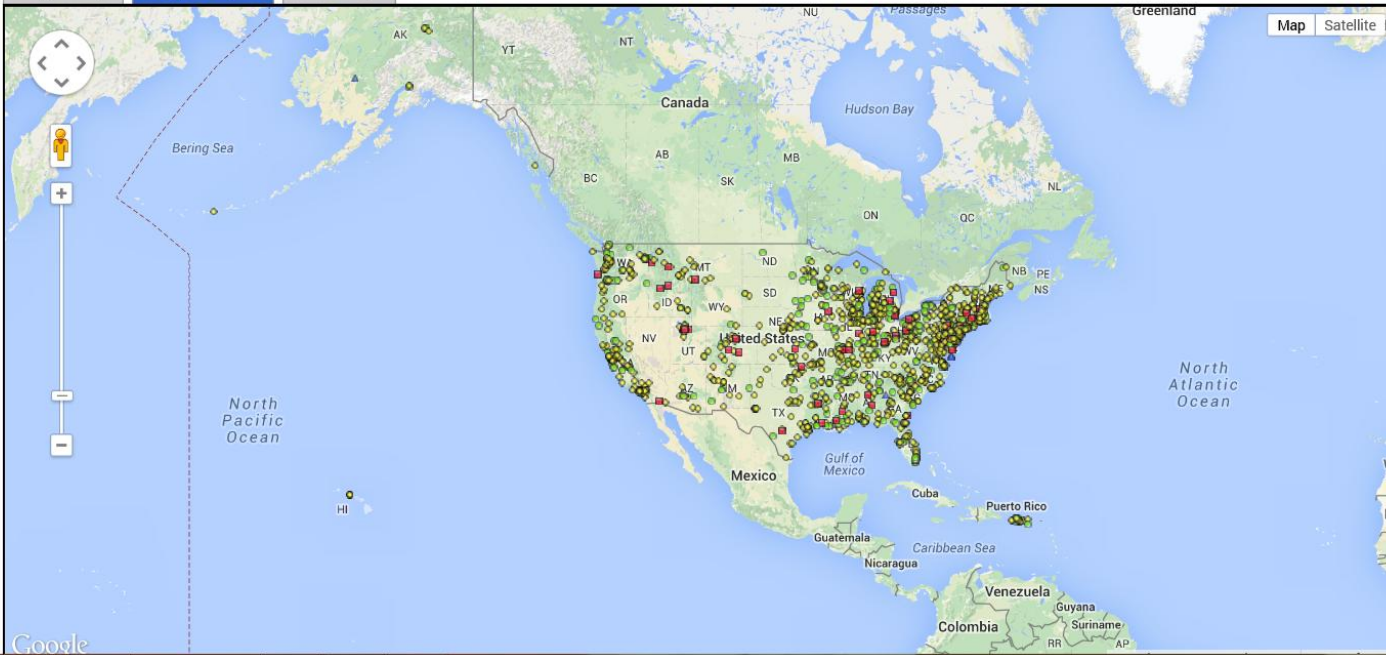 NU
Passages
Greenland
Map
Satellite
AK
YT
NT
Canada
Hudson Bay
Bering Sea
AB
MB
BC
SK
NL
ON
QC
WA
MT
ND
NB
PE
NS
OR
ID
SD
WY
NE
NV
UT
United States
KY
WV
AZ
TX
North
Pacific
Ocean
North
Atlantic
Ocean
Gulf of
Mexico
Mexico
Cuba
HI
Puerto Rico
Guatemala
Caribbean Sea
Nicaragua
Venezuela
Guyana
Suriname
Colombia
RR
AP
Google